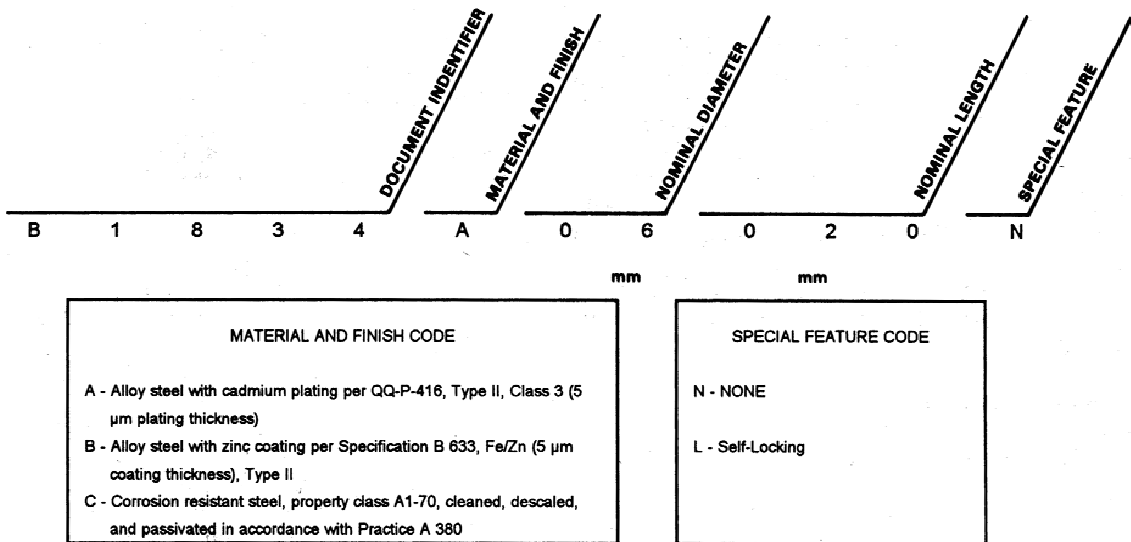 DOCUMENT INDENTIFIER
MATERIAL AND FINISH
NOMINAL DIAMETER
NOMINAL LENGTH
SPECIAL FEATURE
B 1 8 3 4 A 0 6 0 2 0 N
mm mm
MATERIAL AND FINISH CODE
A - Alloy steel with cadmium plating per QQ-P-416, Type II, Class 3 (5
µm plating thickness)
B - Alloy steel with zinc coating per Specification B 633, Fe/Zn (5 µm
coating thickness), Type II
C - Corrosion resistant steel, property class A1-70, cleaned, descaled,
and passivated in accordance with Practice A 380
SPECIAL FEATURE CODE
N - NONE
L - Self-Locking